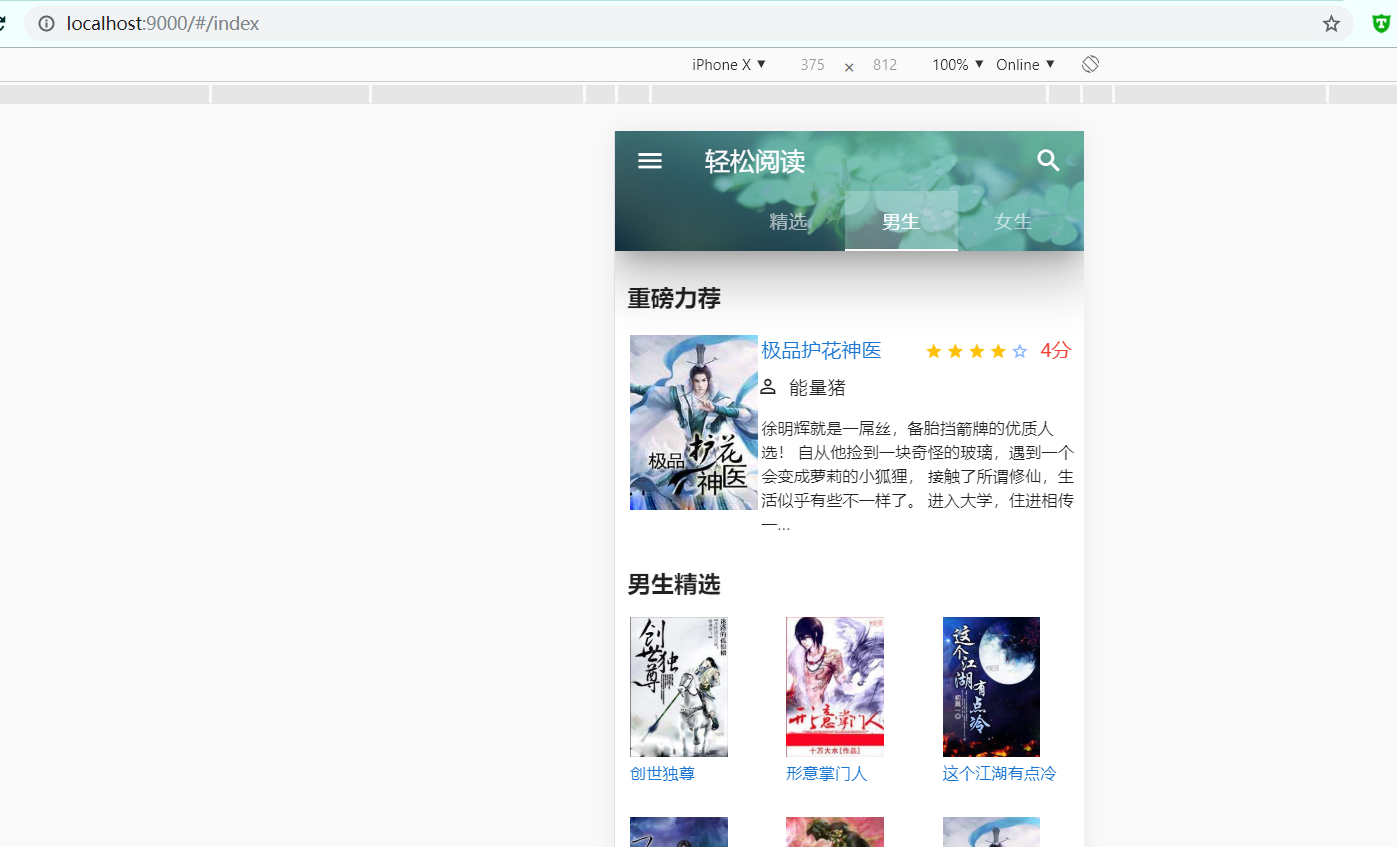 localhost:9000/#/index
iPhone X ▼ 375 × 812 100% ▼ Online ▼
轻松阅读
精选 男生 女生
重磅力荐
极品护花神医 4分
能量猪
徐明辉就是一屌丝，备胎挡箭牌的优质人
选！ 自从他捡到一块奇怪的玻璃，遇到一个
会变成萝莉的小狐狸， 接触了所谓修仙，生
活似乎有些不一样了。 进入大学，住进相传
一...
极品
护花
神医
男生精选
创世独尊
形意掌门人
十万大水[作品]
这个江湖有点冷
创世独尊 形意掌门人 这个江湖有点冷